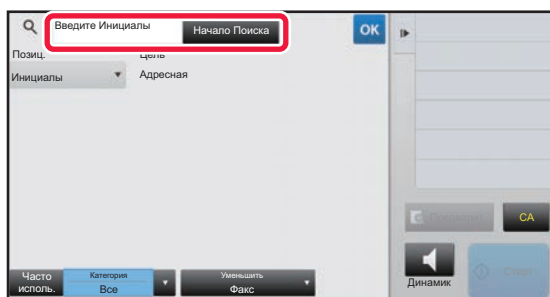 Введите Инициалы
Начало Поиска
OK
Позиц.
Цель
Инициалы
Адресная
CA
Часто
исполь.
Категория
Все
Уменьшить
Факс
Динамик